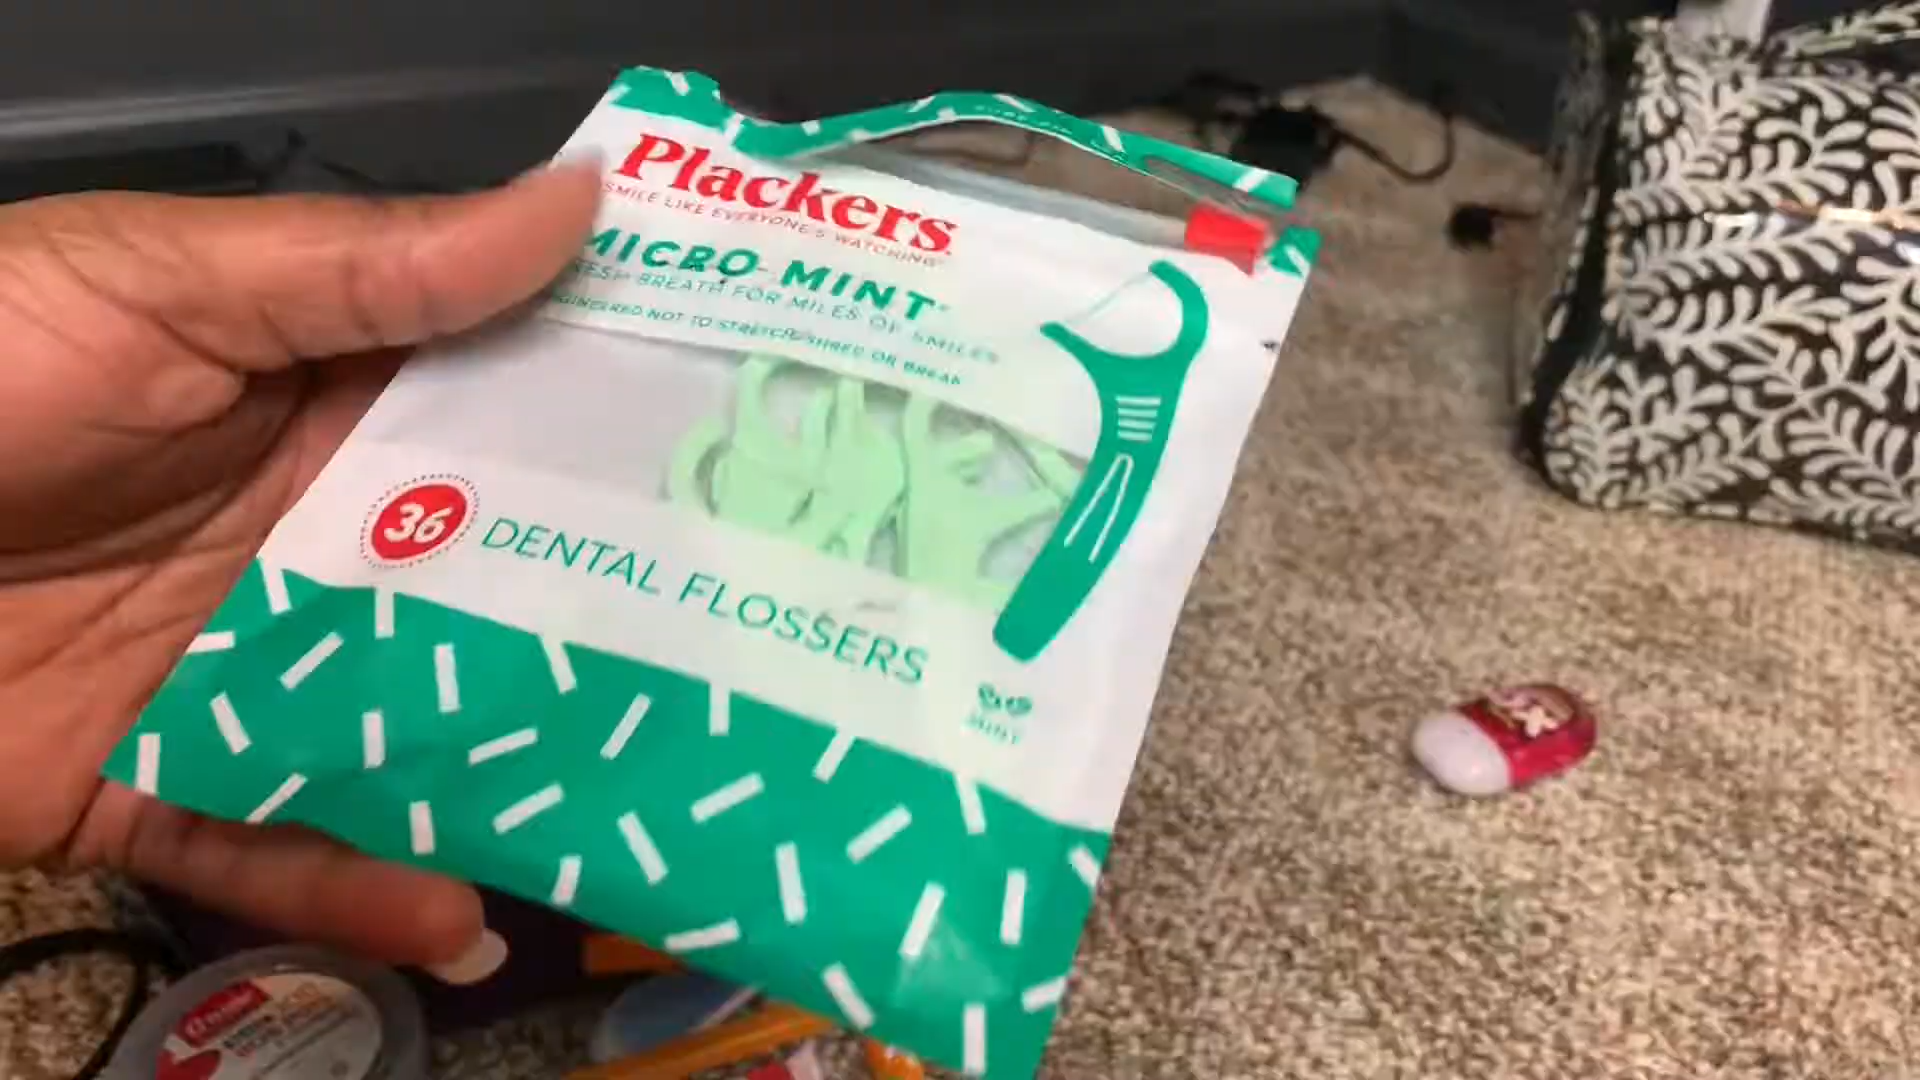 Plackers
SMILE LIKE EVERYONE'S WATCHING
MICRO MINT
FRESH BREATH FOR MILES OF SMILES
ENGINEERED NOT TO STRETCH, SHRED OR BREAK
36 DENTAL FLOSSERS
MINT